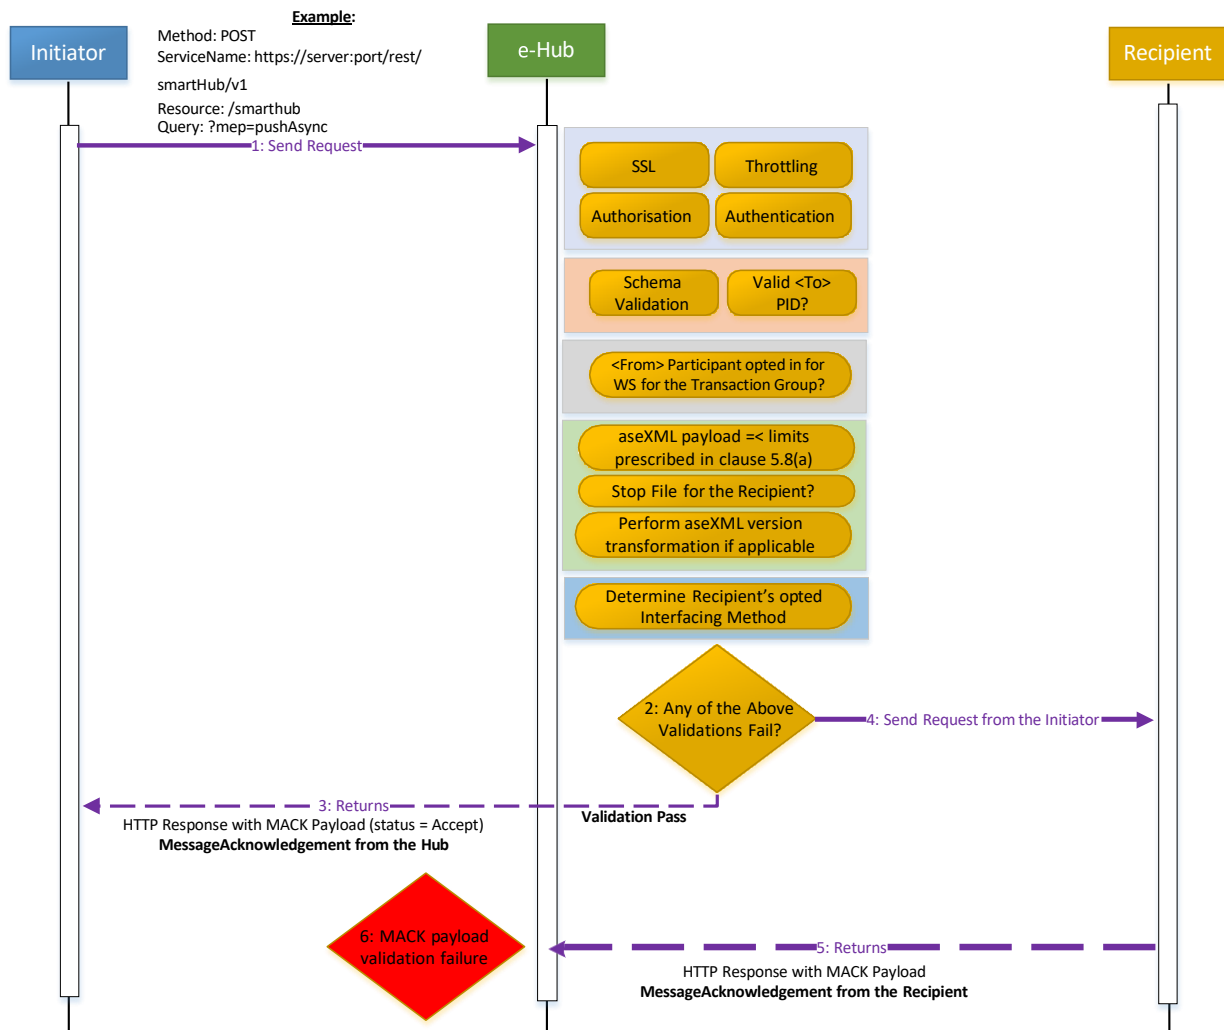 Example:
Method: POST
ServiceName: https://server:port/rest/
smartHub/v1
Resource: /smarthub
Query: ?mep=pushAsync
Initiator
e-Hub
Recipient
1: Send Request
SSL
Throttling
Authorisation
Authentication
Schema
Validation
Valid <To>
PID?
<From> Participant opted in for
WS for the Transaction Group?
aseXML payload =< limits
prescribed in clause 5.8(a)
Stop File for the Recipient?
Perform aseXML version
transformation if applicable
Determine Recipient’s opted
Interfacing Method
2: Any of the Above
Validations Fail?
4: Send Request from the Initiator
3: Returns
Validation Pass
HTTP Response with MACK Payload (status = Accept)
MessageAcknowledgement from the Hub
6: MACK payload
validation failure
5: Returns
HTTP Response with MACK Payload
MessageAcknowledgement from the Recipient